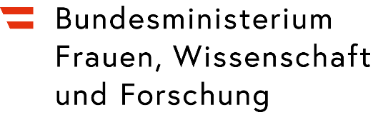 Bundesministerium
Frauen, Wissenschaft
und Forschung